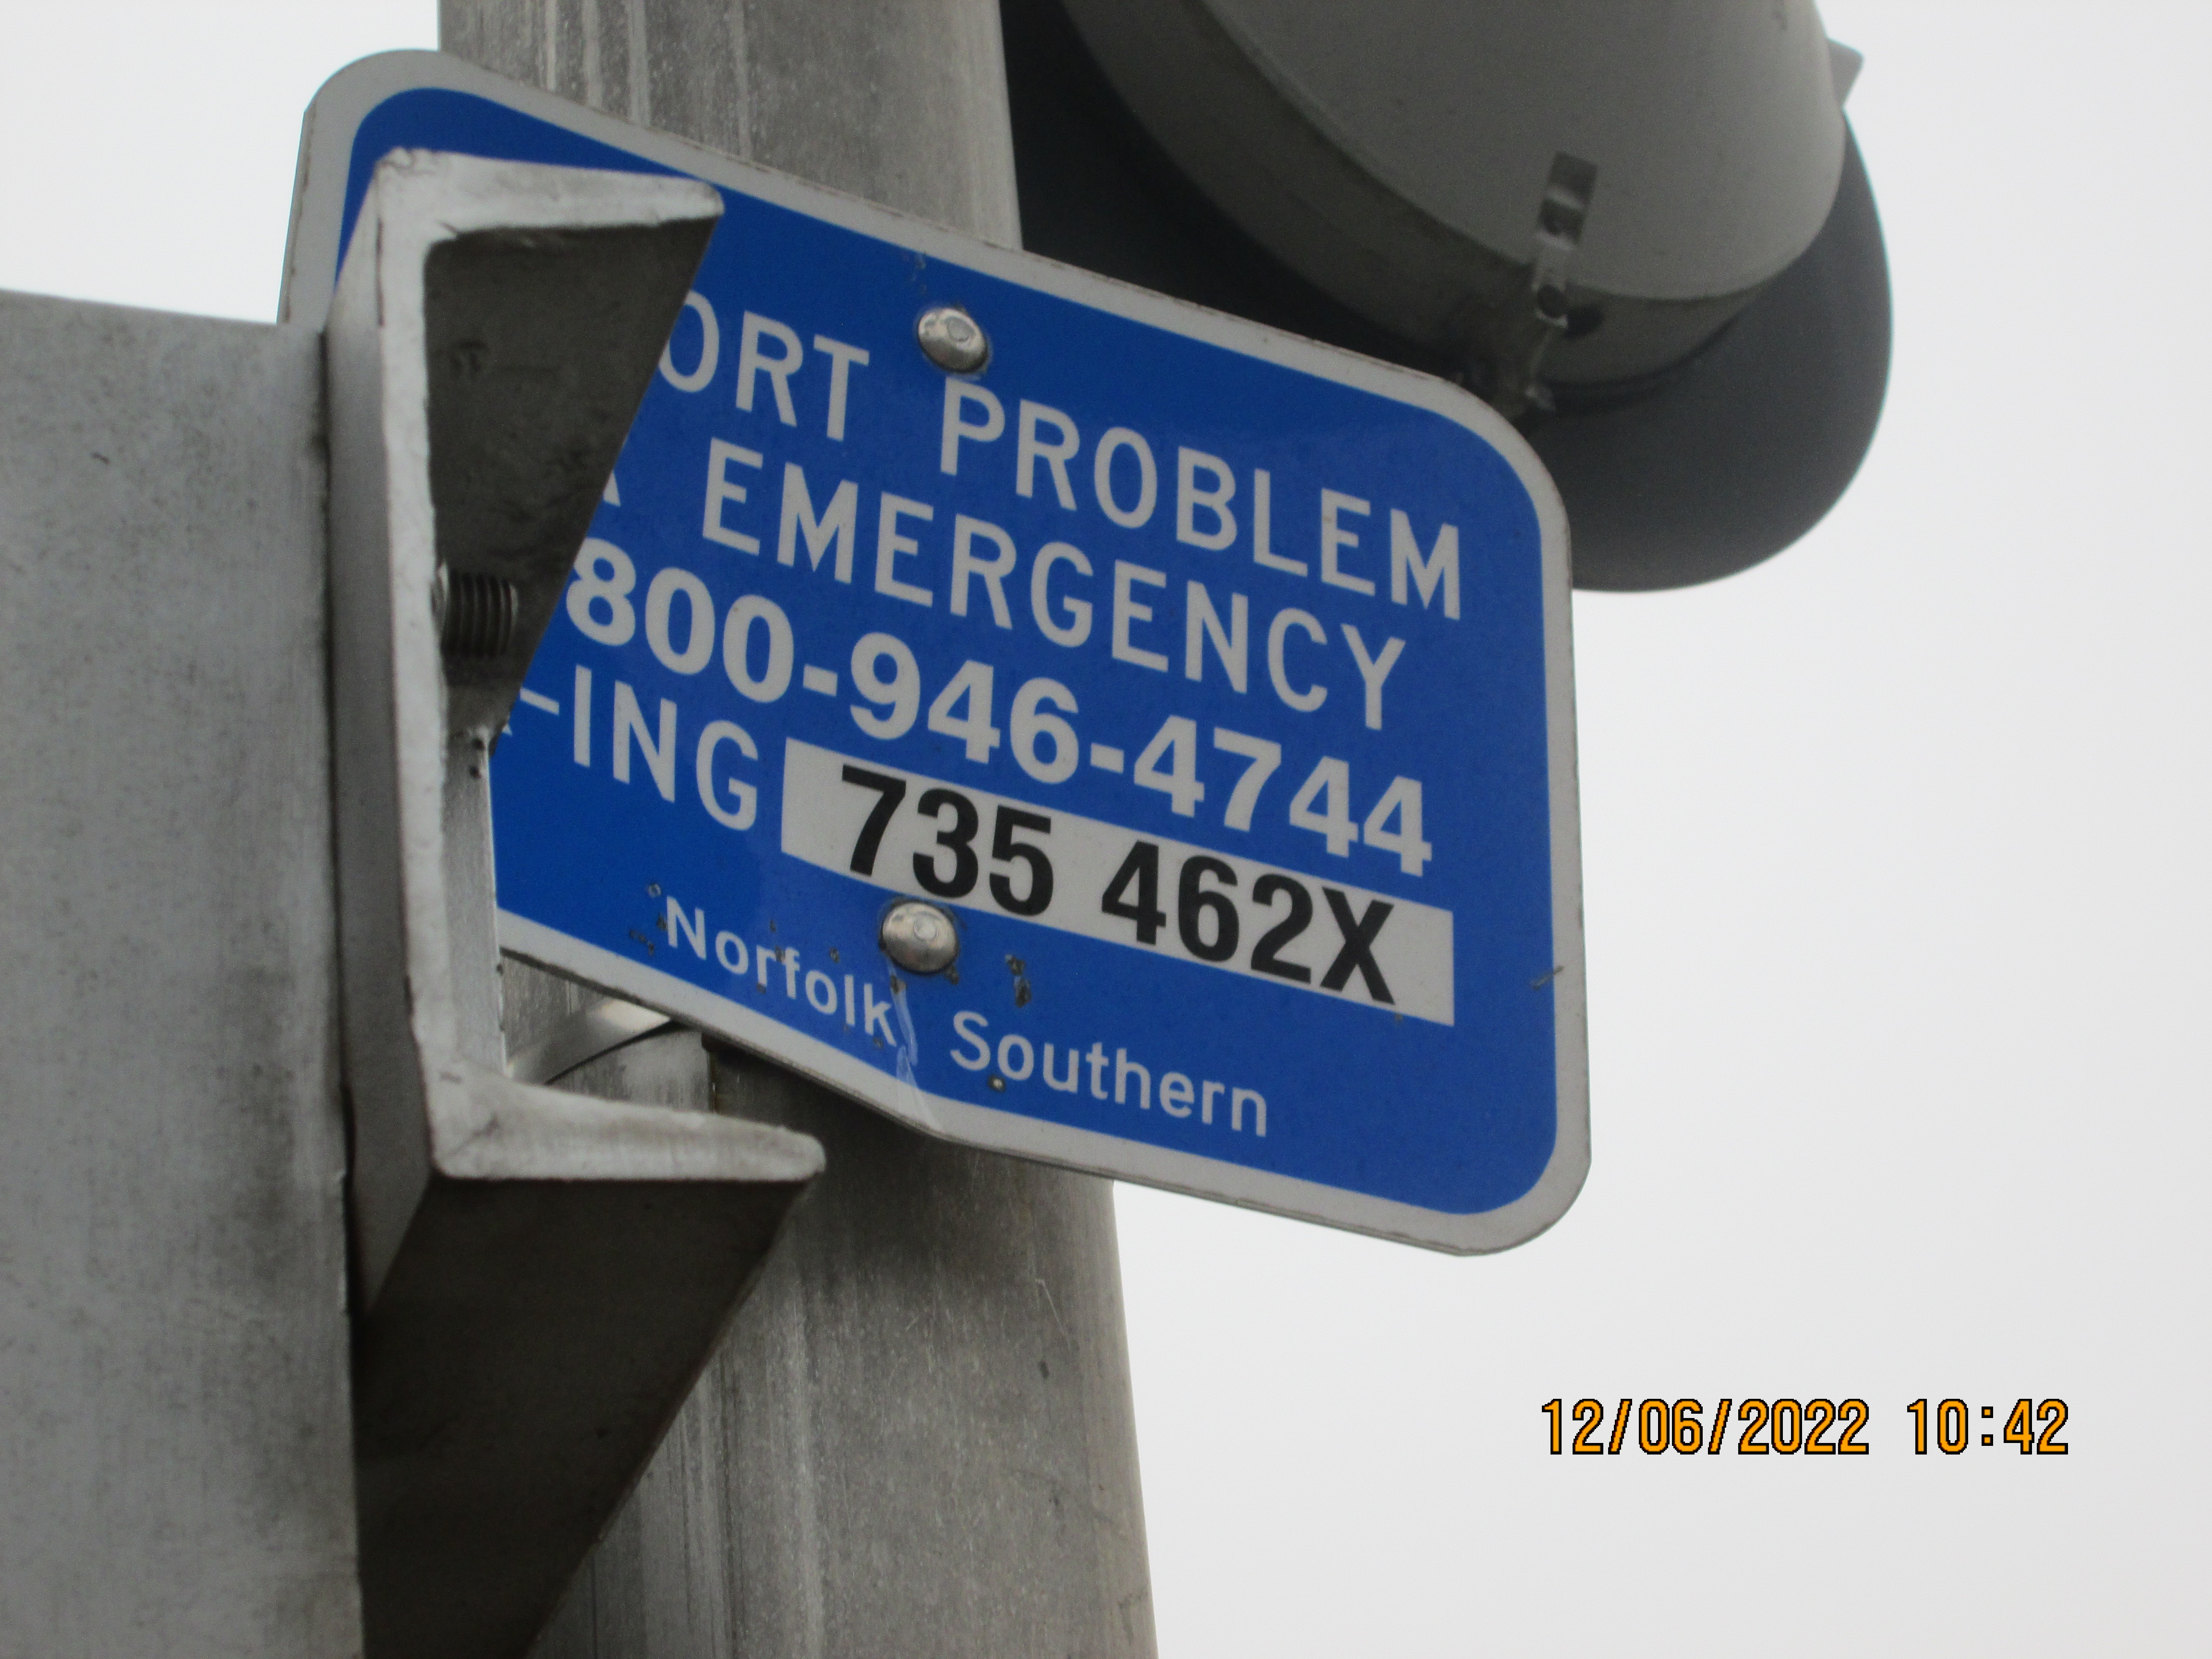 ORT PROBLEM
EMERGENCY
800-946-4744
-ING 735 462X
Norfolk Southern
12/06/2022 10:42